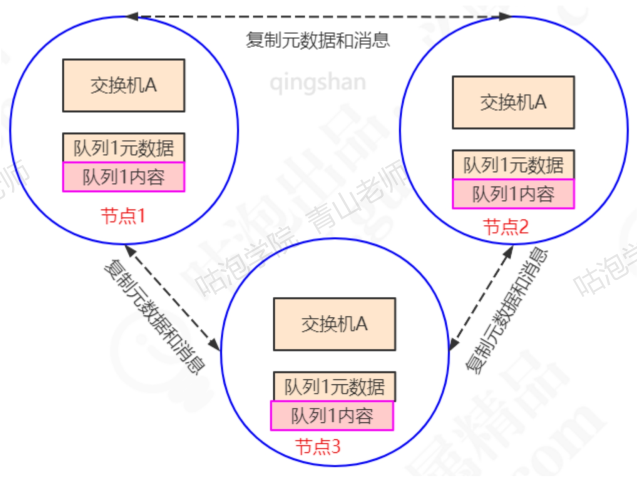 复制元数据和消息
qingshan
交换机A
队列1元数据
队列1内容
节点1
交换机A
队列1元数据
队列1内容
节点2
咕泡学院 青山老师
复制元数据和消息
复制元数据和消息
交换机A
队列1元数据
队列1内容
节点3